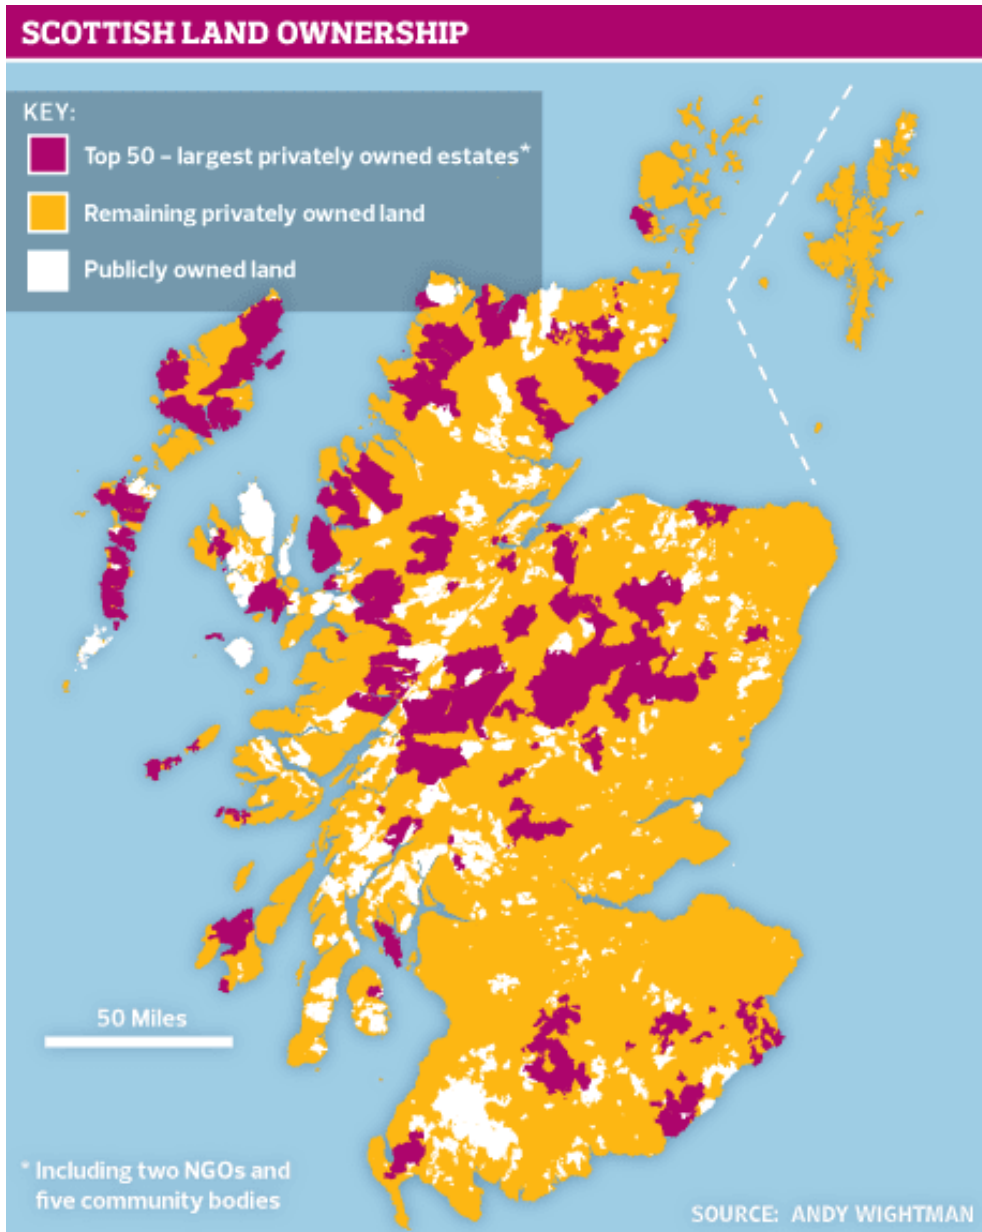 SCOTTISH LAND OWNERSHIP
KEY:
Top 50 – largest privately owned estates*
Remaining privately owned land
Publicly owned land
50 Miles
* Including two NGOs and
five community bodies
SOURCE: ANDY WIGHTMAN